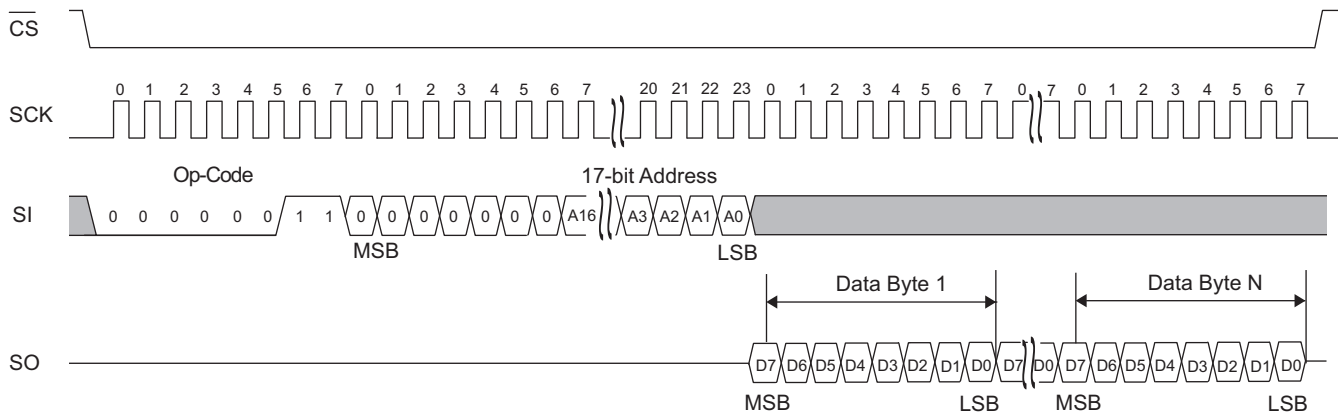 CS
0 1 2 3 4 5 6 7 0 1 2 3 4 5 6 7 20 21 22 23 0 1 2 3 4 5 6 7 0 7 0 1 2 3 4 5 6 7
SCK
Op-Code 17-bit Address
SI 0 0 0 0 0 0 1 1 0 0 0 0 0 0 0 A16 A3 A2 A1 A0
MSB LSB
Data Byte 1 Data Byte N
SO D7 D6 D5 D4 D3 D2 D1 D0 D7 D0 D7 D6 D5 D4 D3 D2 D1 D0
MSB LSB MSB LSB